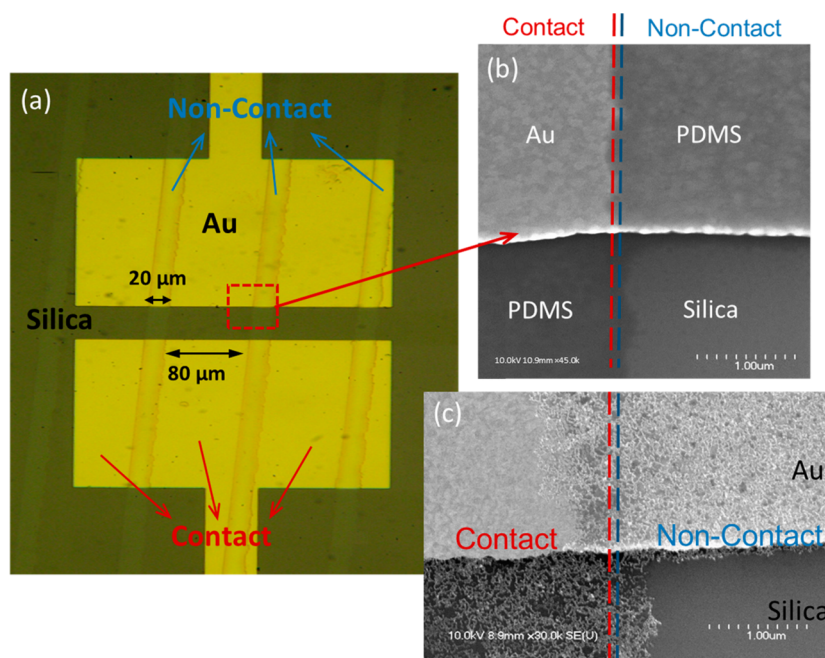 (a)
Non-Contact
Au
20 μm
Silica
80 μm
Contact
Contact
Non-Contact
(b)
Au
PDMS
PDMS
Silica
10.0kV 10.9mm x45.0k
1.00um
(c)
Au
Contact
Non-Contact
Silica
10.0kV 8.9mm x30.0k SE(U)
1.00um